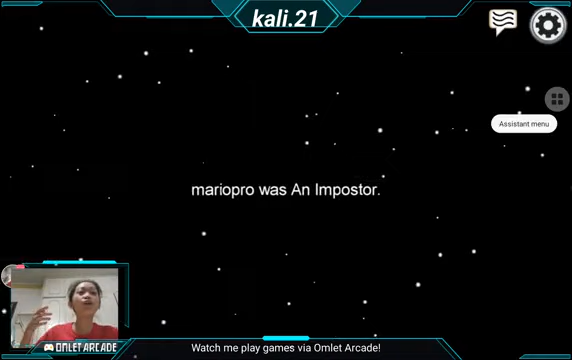 kali.21
Assistant menu
mariopro was An Impostor.
OMLET ARCADE
Watch me play games via Omlet Arcade!